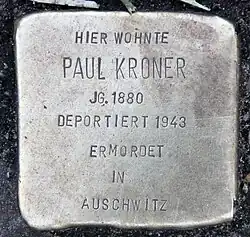 HIER WOHNTE
PAUL KRONER
JG. 1880
DEPORTIERT 1943
ERMORDET
IN
AUSCHWITZ